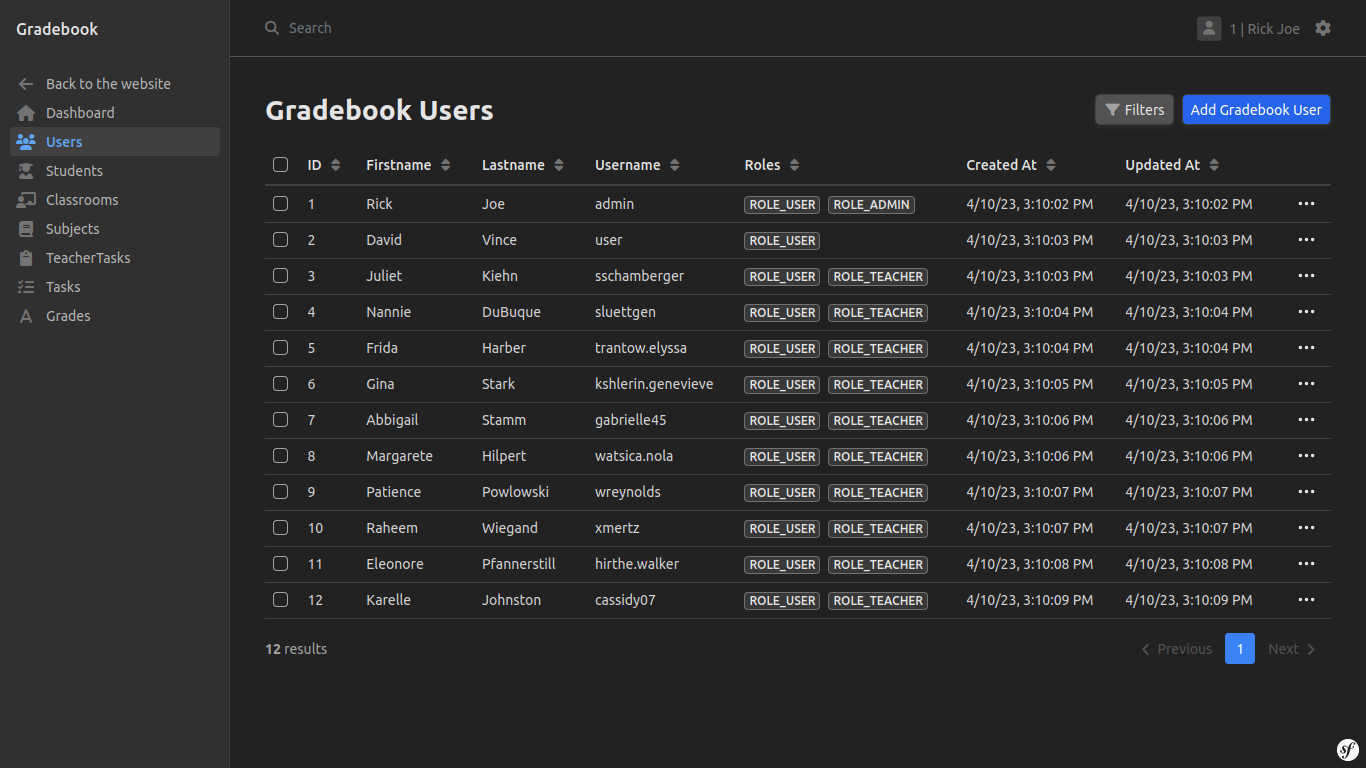 Gradebook
Search
1 | Rick Joe
Back to the website
Dashboard
Users
Students
Classrooms
Subjects
TeacherTasks
Tasks
Grades
Gradebook Users
Filters
Add Gradebook User
ID Firstname Lastname Username Roles Created At Updated At
1 Rick Joe admin ROLE_USER ROLE_ADMIN 4/10/23, 3:10:02 PM 4/10/23, 3:10:02 PM
2 David Vince user ROLE_USER 4/10/23, 3:10:03 PM 4/10/23, 3:10:03 PM
3 Juliet Kiehn sschamberger ROLE_USER ROLE_TEACHER 4/10/23, 3:10:03 PM 4/10/23, 3:10:03 PM
4 Nannie DuBuque sluettgen ROLE_USER ROLE_TEACHER 4/10/23, 3:10:04 PM 4/10/23, 3:10:04 PM
5 Frida Harber trantow.elyssa ROLE_USER ROLE_TEACHER 4/10/23, 3:10:04 PM 4/10/23, 3:10:04 PM
6 Gina Stark kshlerin.genevieve ROLE_USER ROLE_TEACHER 4/10/23, 3:10:05 PM 4/10/23, 3:10:05 PM
7 Abbigail Stamm gabrielle45 ROLE_USER ROLE_TEACHER 4/10/23, 3:10:06 PM 4/10/23, 3:10:06 PM
8 Margarete Hilpert watsica.nola ROLE_USER ROLE_TEACHER 4/10/23, 3:10:06 PM 4/10/23, 3:10:06 PM
9 Patience Powlowski wreynolds ROLE_USER ROLE_TEACHER 4/10/23, 3:10:07 PM 4/10/23, 3:10:07 PM
10 Raheem Wiegand xmertz ROLE_USER ROLE_TEACHER 4/10/23, 3:10:07 PM 4/10/23, 3:10:07 PM
11 Eleonore Pfannerstill hirthe.walker ROLE_USER ROLE_TEACHER 4/10/23, 3:10:08 PM 4/10/23, 3:10:08 PM
12 Karelle Johnston cassidy07 ROLE_USER ROLE_TEACHER 4/10/23, 3:10:09 PM 4/10/23, 3:10:09 PM
12 results
Previous 1 Next
sf